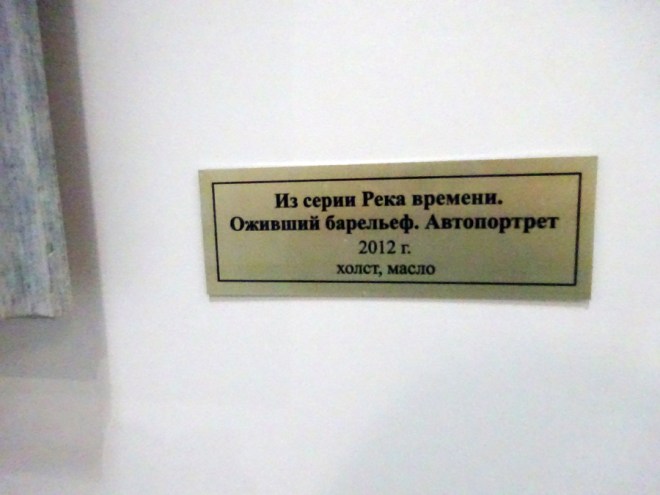 Из серии Река времени.
Оживший барельеф. Автопортрет
2012 г.
холст, масло